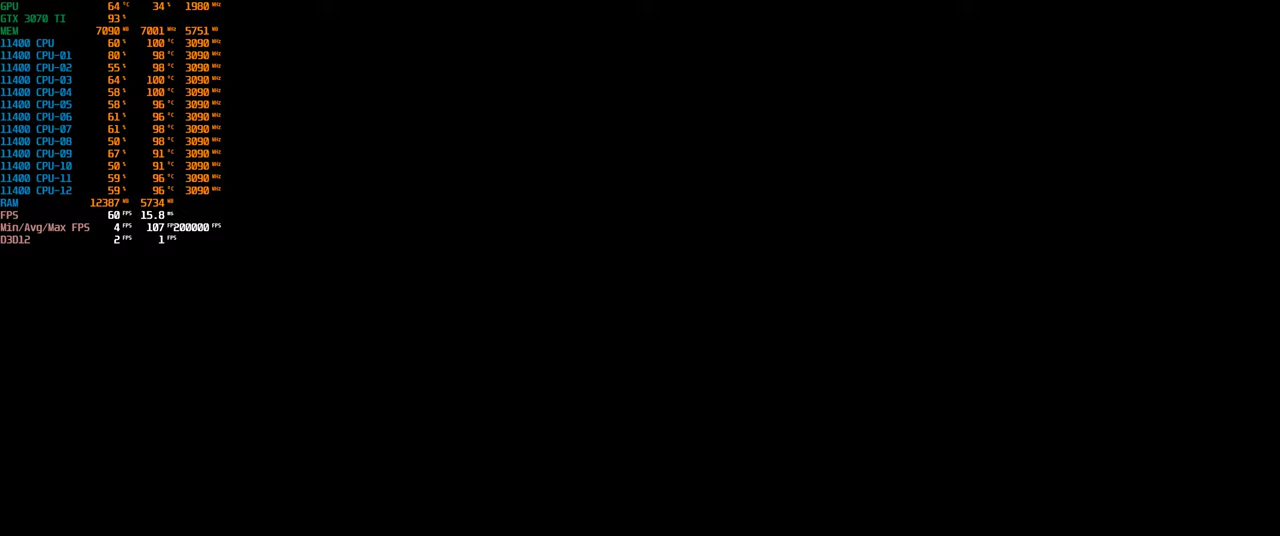 GPU 64 °C 34 % 1980 MHz
GTX 3070 TI 93 %
MEM 7090 MB 7001 MHz 5751 MB
11400 CPU 60 % 100 °C 3090 MHz
11400 CPU-01 80 % 98 °C 3090 MHz
11400 CPU-02 55 % 98 °C 3090 MHz
11400 CPU-03 64 % 100 °C 3090 MHz
11400 CPU-04 58 % 100 °C 3090 MHz
11400 CPU-05 58 % 96 °C 3090 MHz
11400 CPU-06 61 % 96 °C 3090 MHz
11400 CPU-07 61 % 98 °C 3090 MHz
11400 CPU-08 50 % 98 °C 3090 MHz
11400 CPU-09 67 % 91 °C 3090 MHz
11400 CPU-10 50 % 91 °C 3090 MHz
11400 CPU-11 59 % 96 °C 3090 MHz
11400 CPU-12 59 % 96 °C 3090 MHz
RAM 12387 MB 5734 MB
FPS 60 FPS 15.8 ms
Min/Avg/Max FPS 4 FPS 107 FPS 200000 FPS
D3D12 2 FPS 1 FPS